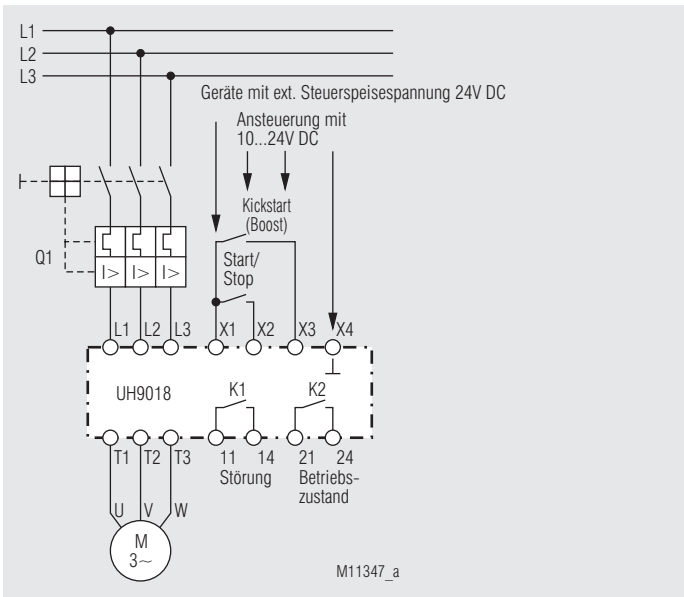 L1
L2
L3
Geräte mit ext. Steuerspeisespannung 24V DC
Ansteuerung mit
10...24V DC
Kickstart
(Boost)
Start/
Stop
Q1
I> I> I>
L1 L2 L3 X1 X2 X3 X4
UH9018
K1
K2
T1 T2 T3 11 14 21 24
Störung
Betriebs-
zustand
U V W
M
3~
M11347_a